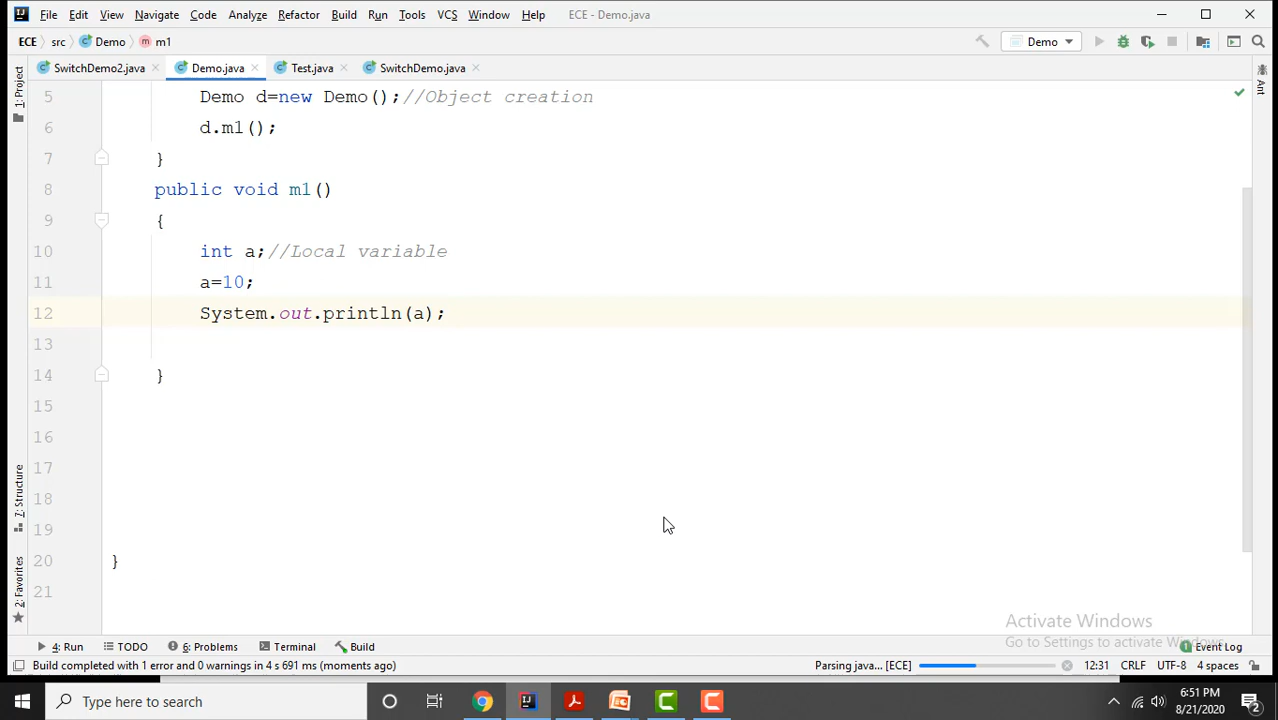 File Edit View Navigate Code Analyze Refactor Build Run Tools VCS Window Help ECE - Demo.java
ECE src Demo m1 Demo
SwitchDemo2.java Demo.java Test.java SwitchDemo.java
1: Project
Ant
5 Demo d=new Demo();//Object creation
6 d.m1();
7 }
8 public void m1()
9 {
10 int a;//Local variable
11 a=10;
12 System.out.println(a);
13
14 }
15
16
17
18
19
20 }
21
7: Structure
2: Favorites
Activate Windows
Go to Settings to activate Windows.
4: Run TODO 6: Problems Terminal Build Event Log
Build completed with 1 error and 0 warnings in 4 s 691 ms (moments ago) Parsing java... [ECE] 12:31 CRLF UTF-8 4 spaces
Type here to search
6:51 PM
8/21/2020
2